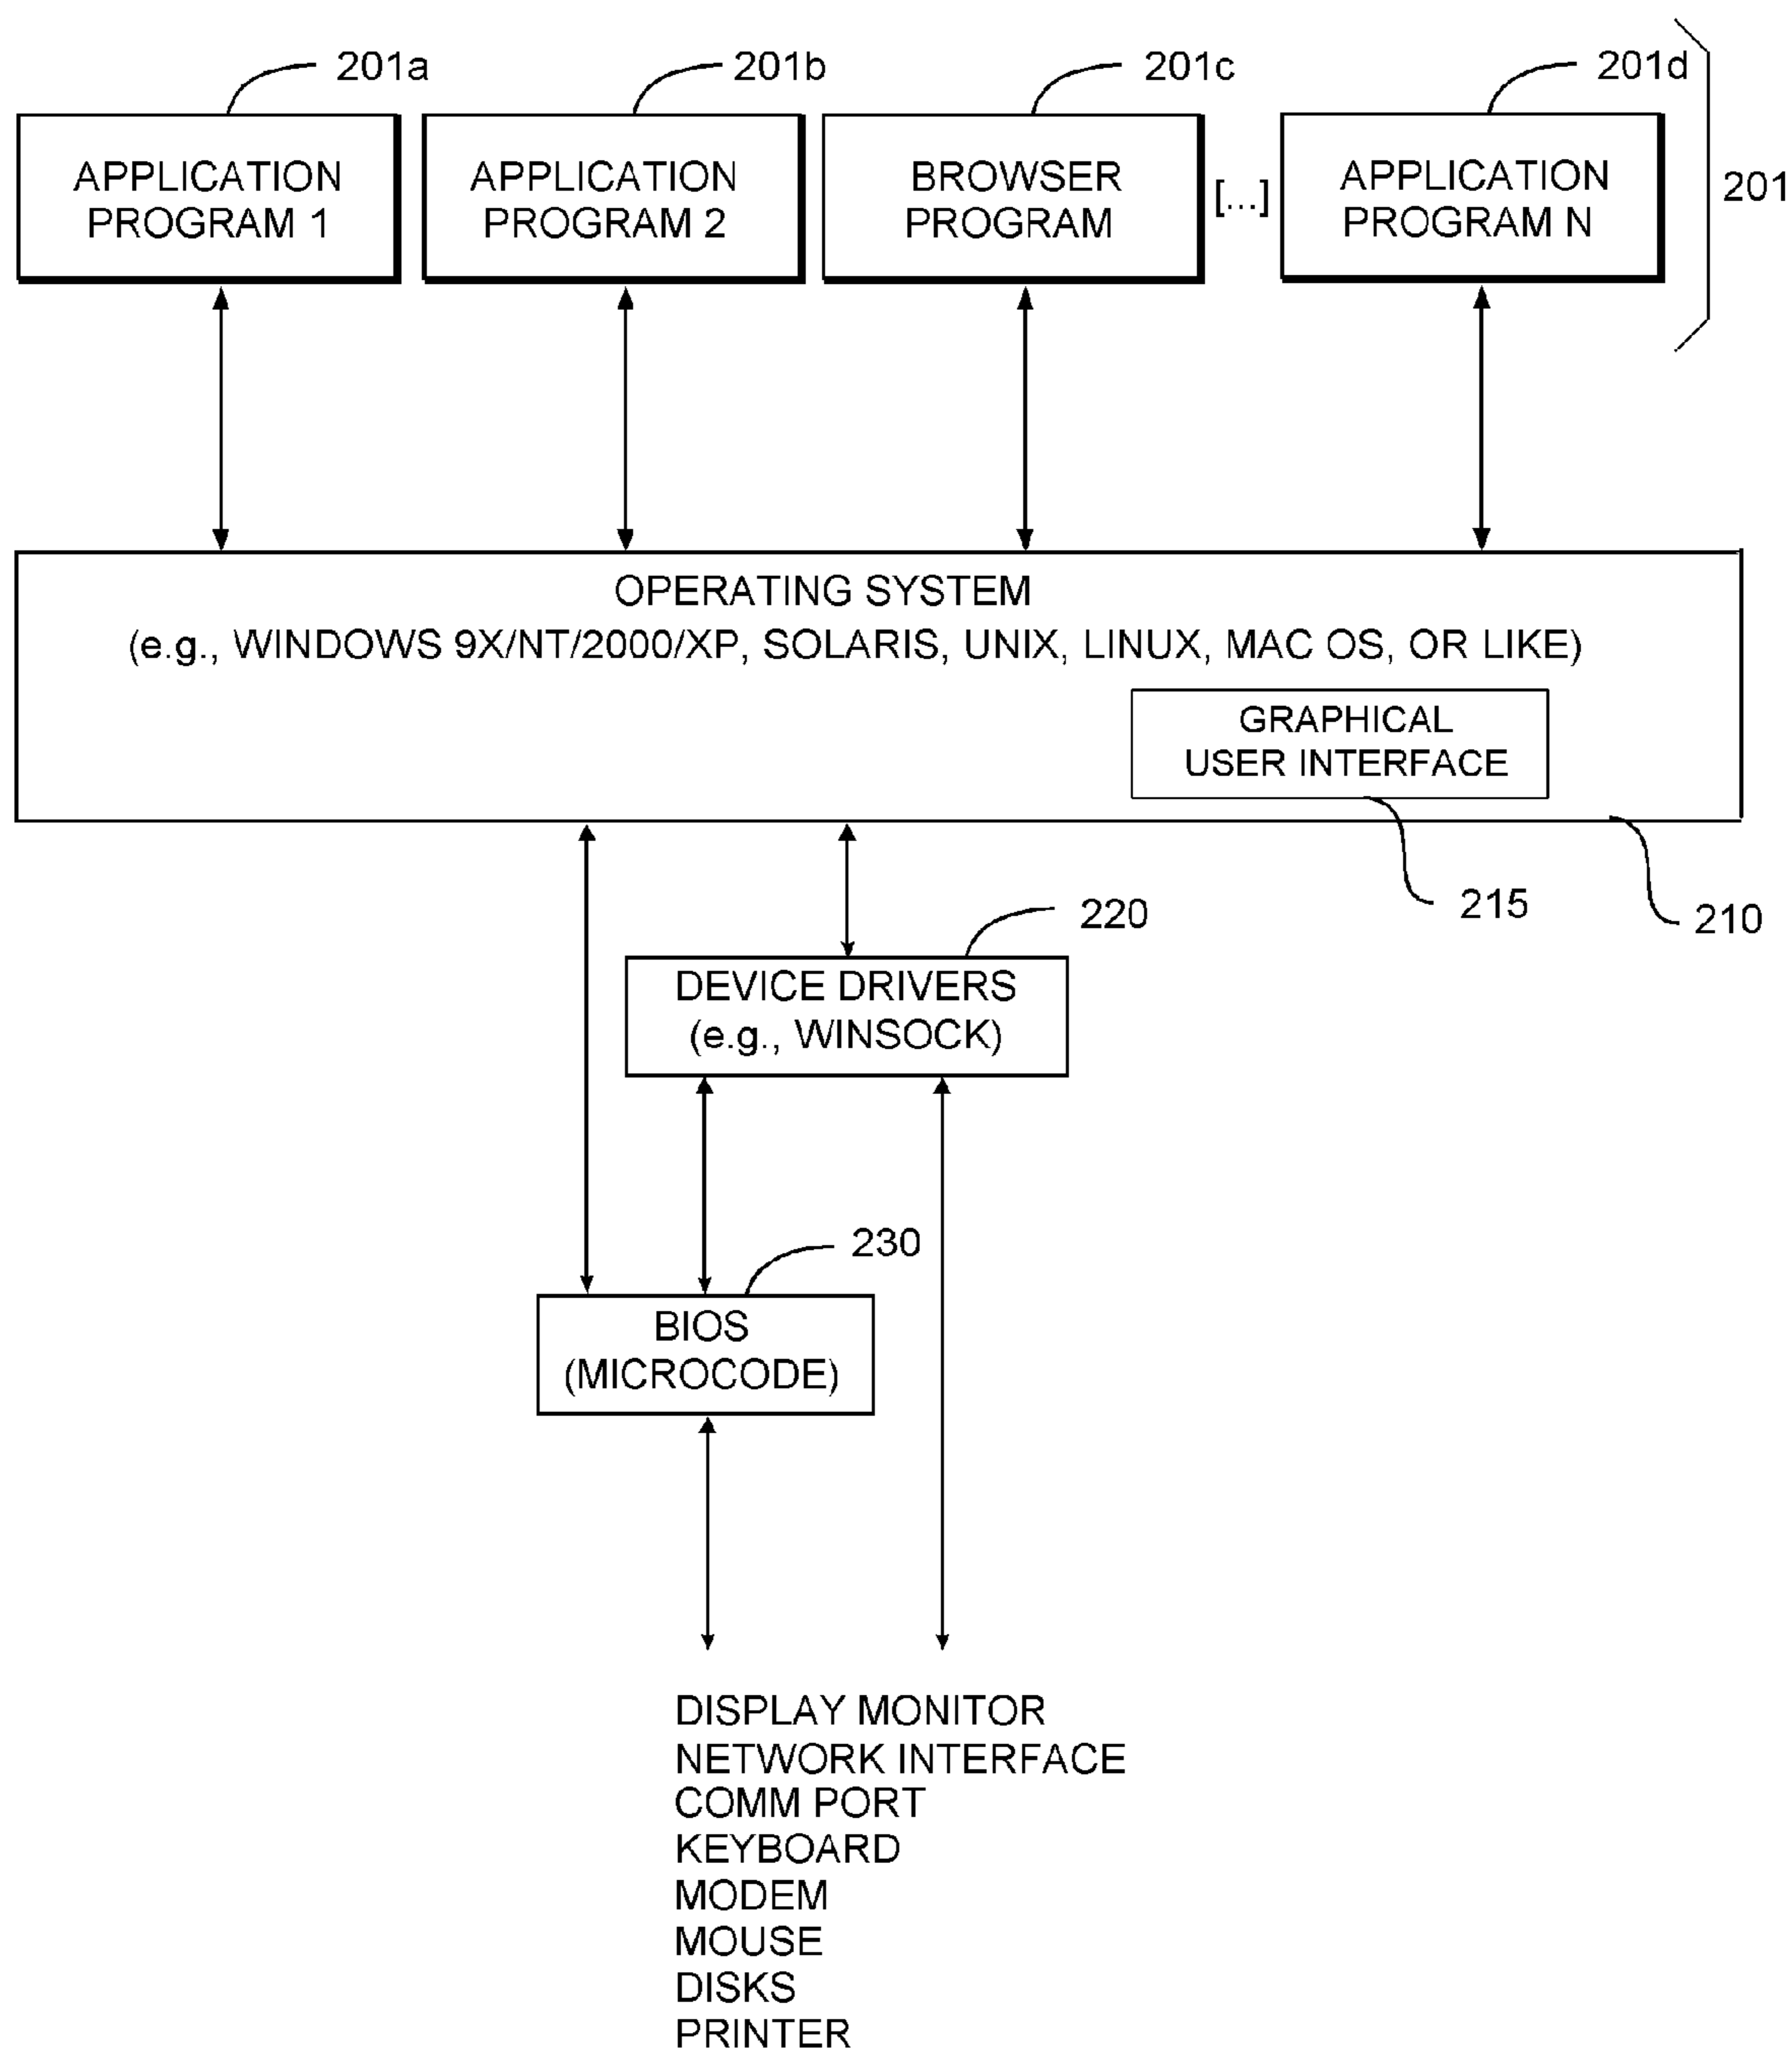 201a
201b
201c
201d
APPLICATION
PROGRAM 1
APPLICATION
PROGRAM 2
BROWSER
PROGRAM
[...]
APPLICATION
PROGRAM N
201
OPERATING SYSTEM
(e.g., WINDOWS 9X/NT/2000/XP, SOLARIS, UNIX, LINUX, MAC OS, OR LIKE)
GRAPHICAL
USER INTERFACE
215
210
220
DEVICE DRIVERS
(e.g., WINSOCK)
230
BIOS
(MICROCODE)
DISPLAY MONITOR
NETWORK INTERFACE
COMM PORT
KEYBOARD
MODEM
MOUSE
DISKS
PRINTER